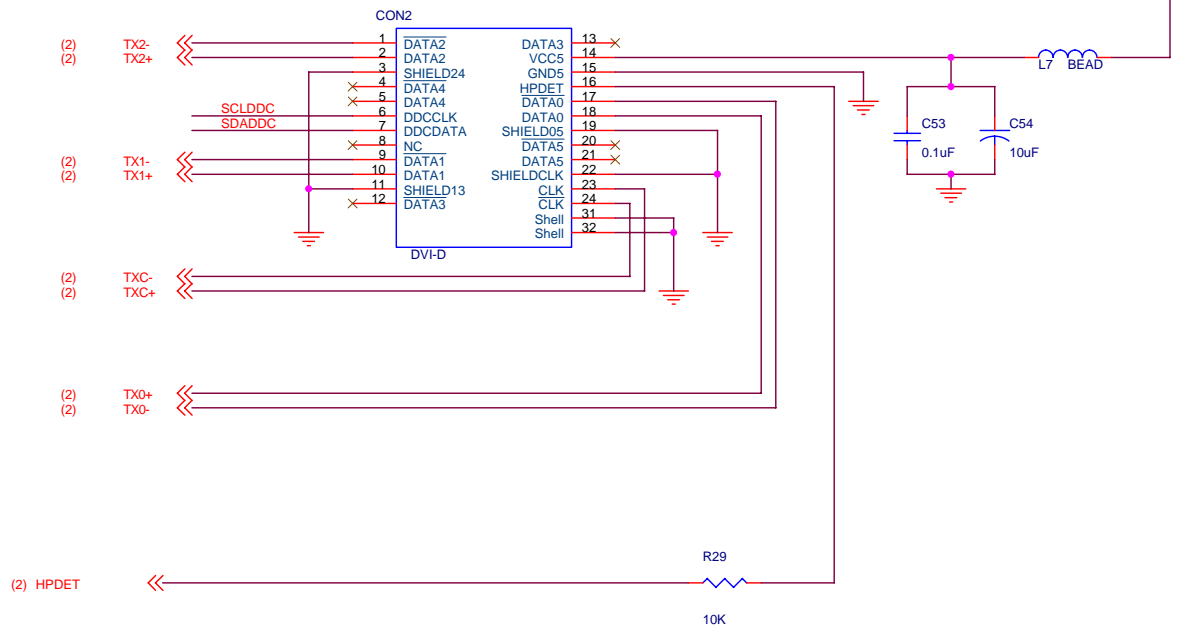 CON2
(2) TX2- 1 DATA2 DATA3 13
(2) TX2+ 2 DATA2 VCC5 14
3 SHIELD24 GND5 15
L7 BEAD
4 DATA4 HPDET 16
5 DATA4 DATA0 17
SCLDDC 6 DDCCLK DATA0 18
SDADDC 7 DDCDATA SHIELD05 19
C53 C54
8 NC DATA5 20
0.1uF 10uF
(2) TX1- 9 DATA1 DATA5 21
(2) TX1+ 10 DATA1 SHIELDCLK 22
11 SHIELD13 CLK 23
12 DATA3 CLK 24
Shell 31
Shell 32
DVI-D
(2) TXC-
(2) TXC+
(2) TX0+
(2) TX0-
R29
(2) HPDET
10K